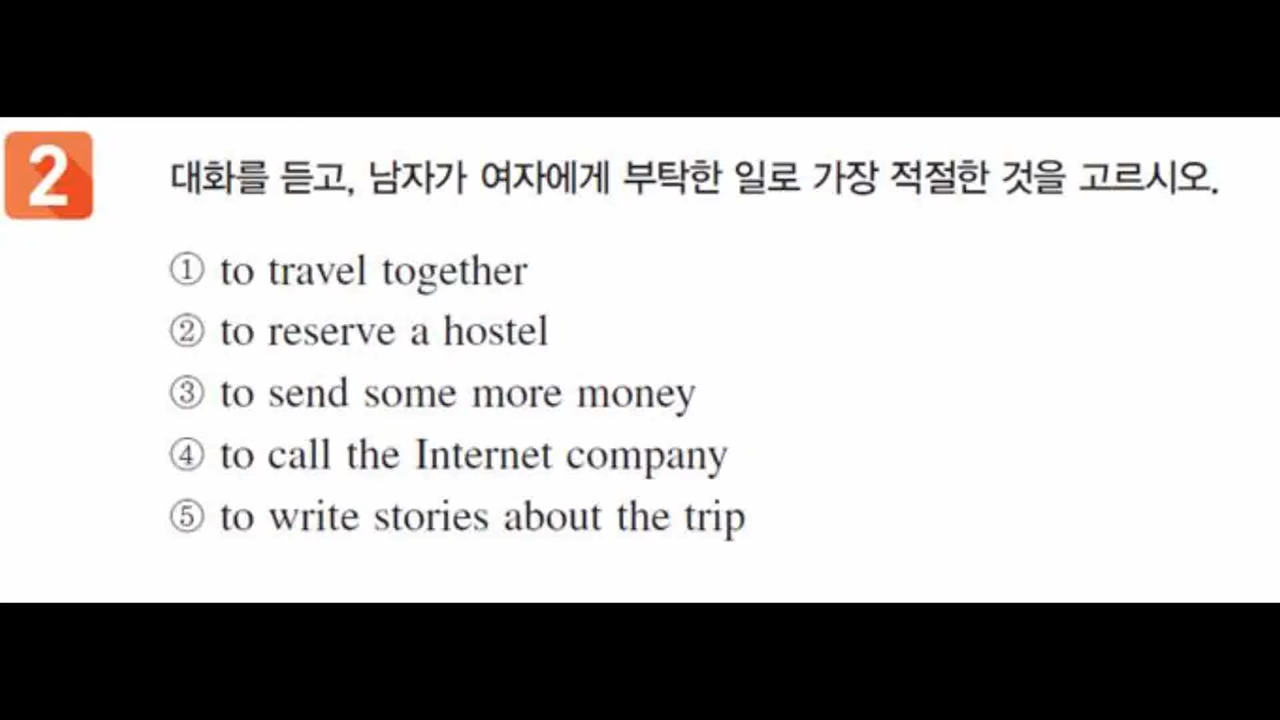 2
대화를 듣고, 남자가 여자에게 부탁한 일로 가장 적절한 것을 고르시오.
① to travel together
② to reserve a hostel
③ to send some more money
④ to call the Internet company
⑤ to write stories about the trip